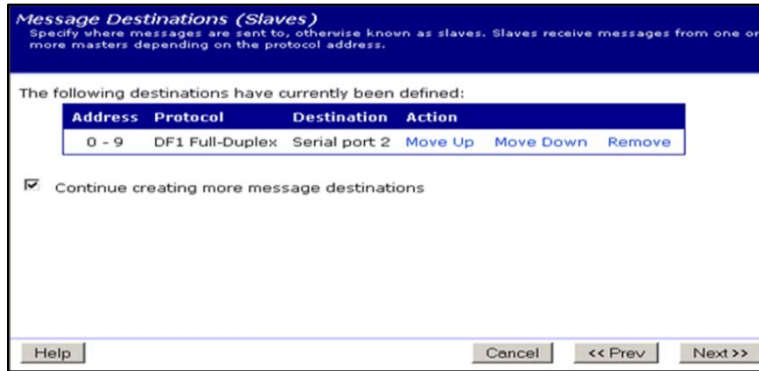 Message Destinations (Slaves)
Specify where messages are sent to, otherwise known as slaves. Slaves receive messages from one or
more masters depending on the protocol address.
The following destinations have currently been defined:
Address Protocol Destination Action
0 - 9 DF1 Full-Duplex Serial port 2 Move Up Move Down Remove
Continue creating more message destinations
Help Cancel << Prev Next >>